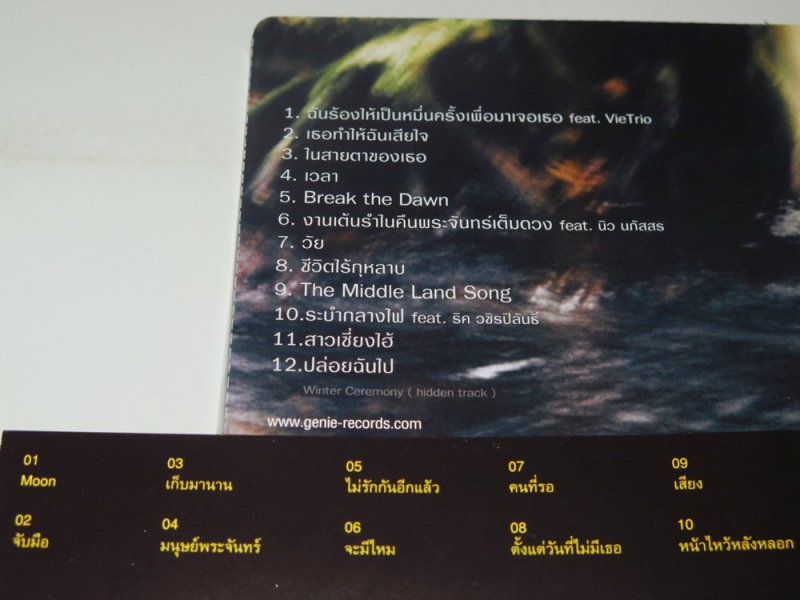 1. ฉันร้องไห้เป็นหมื่นครั้งเพื่อมาเจอเธอ feat. VieTrio
2. เธอทำให้ฉันเสียใจ
3. ในสายตาของเธอ
4. เวลา
5. Break the Dawn
6. งานเต้นรำในคืนพระจันทร์เต็มดวง feat. นิว นภัสสร
7. วัย
8. ชีวิตไร้กุหลาบ
9. The Middle Land Song
10.ระบำกลางไฟ feat. ริค วชิรปิลันธิ์
11.สาวเซี่ยงไฮ้
12.ปล่อยฉันไป
Winter Ceremony ( hidden track )
www.genie-records.com
01
Moon
02
จับมือ
03
เก็บมานาน
04
มนุษย์พระจันทร์
05
ไม่รักกันอีกแล้ว
06
จะมีไหม
07
คนที่รอ
08
ตั้งแต่วันที่ไม่มีเธอ
09
เสียง
10
หน้าไหว้หลังหลอก